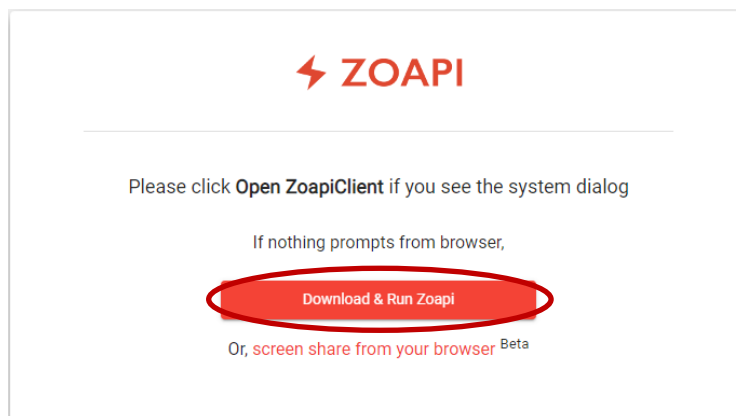 ZOAPI
Please click Open ZoapiClient if you see the system dialog
If nothing prompts from browser,
Download & Run Zoapi
Or, screen share from your browser Beta